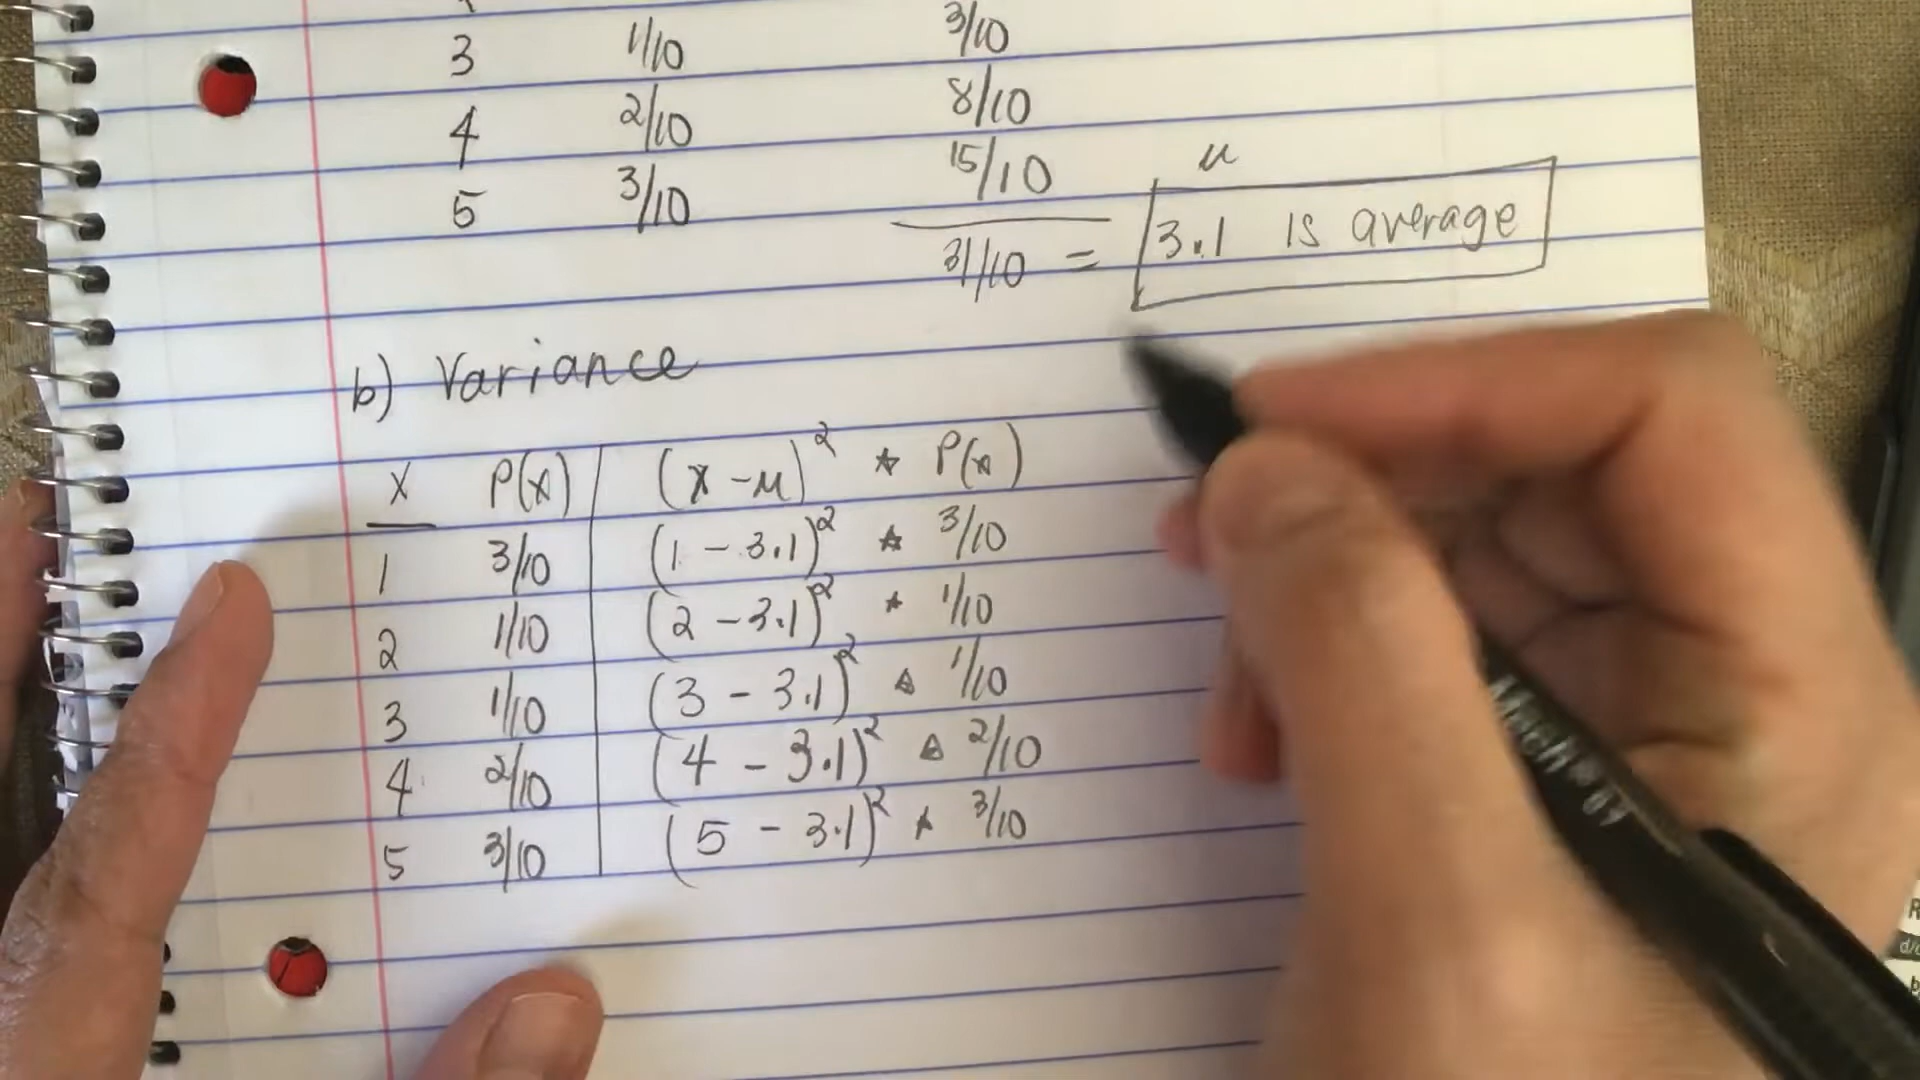 3 1/10 3/10
4 2/10 8/10
5 3/10 15/10 μ
31/10 = 3.1 is average
b) Variance
x P(x) (x - μ)² * P(x)
1 3/10 (1 - 3.1)² * 3/10
2 1/10 (2 - 3.1)² * 1/10
3 1/10 (3 - 3.1)² * 1/10
4 2/10 (4 - 3.1)² * 2/10
5 3/10 (5 - 3.1)² * 3/10